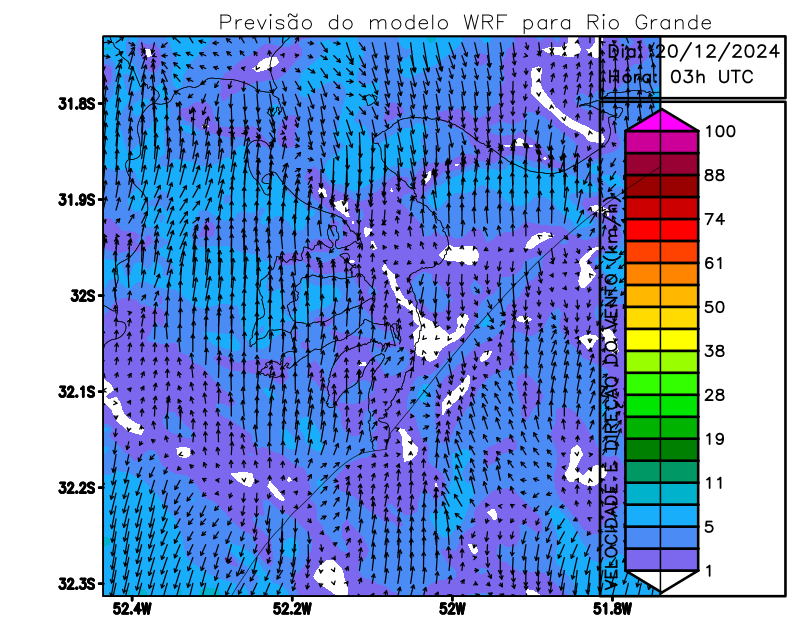 Previsão do modelo WRF para Rio Grande
Dia: 20/12/2024
Hora: 03h UTC
31.8S
31.9S
32S
32.1S
32.2S
32.3S
52.4W
52.2W
52W
51.8W
VELOCIDADE E DIREÇÃO DO VENTO (km/h)
100
88
74
61
50
38
28
19
11
5
1